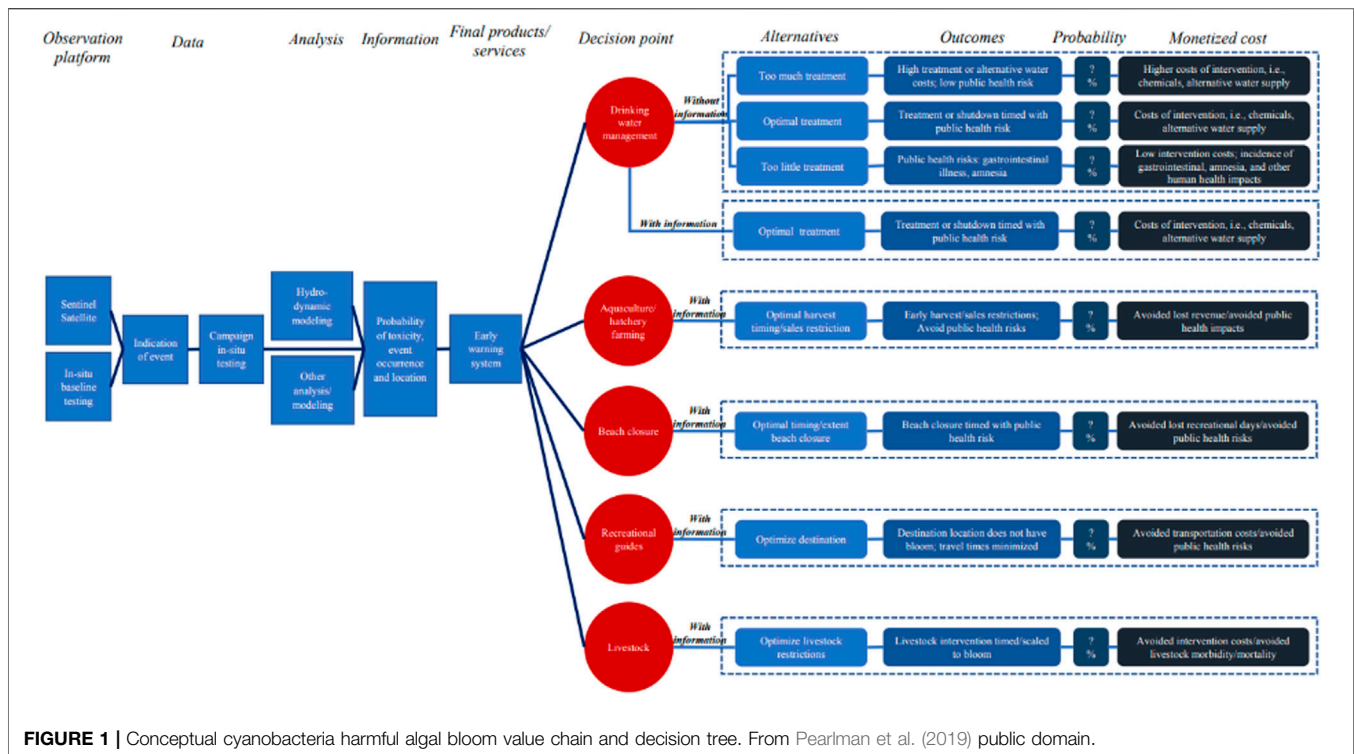 Observation
platform
Data
Analysis
Information
Final products/
services
Decision point
Alternatives
Outcomes
Probability
Monetized cost
Sentinel
Satellite
In-situ
baseline
testing
Indication
of event
Campaign
in-situ
testing
Hydro-
dynamic
modeling
Other
analysis/
modeling
Probability
of toxicity,
event
occurrence
and location
Early
warning
system
Drinking
water
management
Without
information
Too much treatment
High treatment or alternative water
costs; low public health risk
?
%
Higher costs of intervention, i.e.,
chemicals, alternative water supply
Optimal treatment
Treatment or shutdown timed with
public health risk
?
%
Costs of intervention, i.e., chemicals,
alternative water supply
Too little treatment
Public health risks: gastrointestinal
illness, amnesia
?
%
Low intervention costs; incidence of
gastrointestinal, amnesia, and other
human health impacts
With information
Optimal treatment
Treatment or shutdown timed with
public health risk
?
%
Costs of intervention, i.e., chemicals,
alternative water supply
Aquaculture/
hatchery
farming
With
information
Optimal harvest
timing/sales restriction
Early harvest/sales restrictions;
Avoid public health risks
?
%
Avoided lost revenue/avoided public
health impacts
Beach closure
With
information
Optimal timing/extent
beach closure
Beach closure timed with public
health risk
?
%
Avoided lost recreational days/avoided
public health risks
Recreational
guides
With
information
Optimize destination
Destination location does not have
bloom; travel times minimized
?
%
Avoided transportation costs/avoided
public health risks
Livestock
With
information
Optimize livestock
restrictions
Livestock intervention timed/scaled
to bloom
?
%
Avoided intervention costs/avoided
livestock morbidity/mortality
FIGURE 1 | Conceptual cyanobacteria harmful algal bloom value chain and decision tree. From Pearlman et al. (2019) public domain.